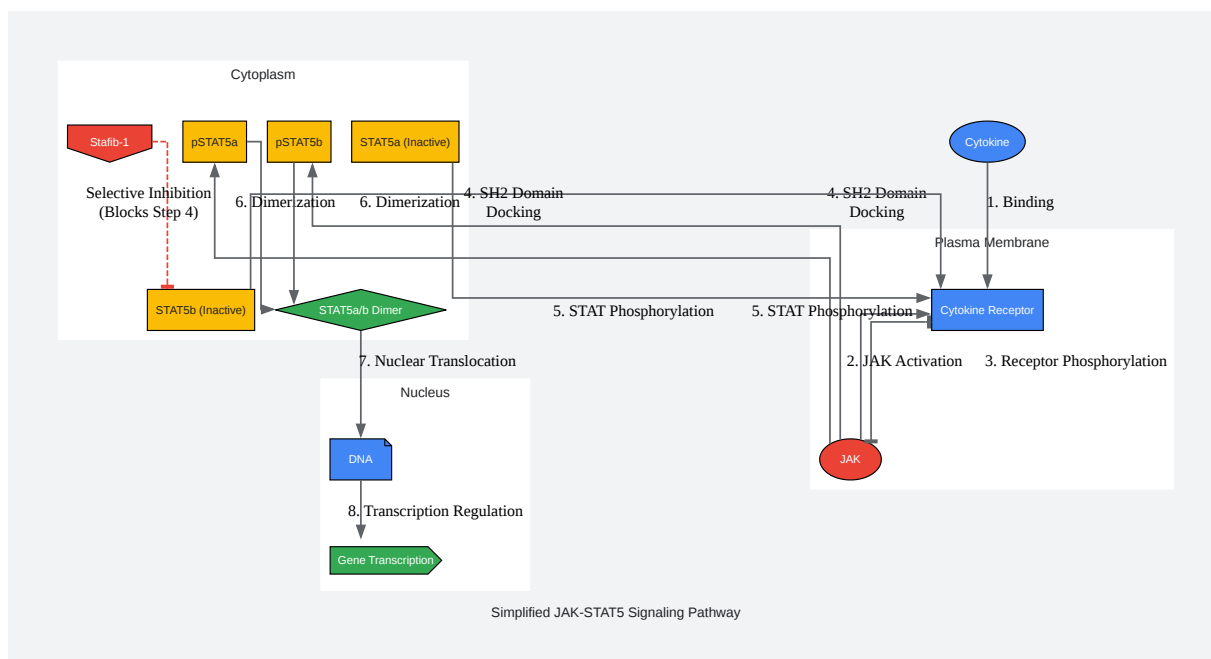 Cytoplasm
Stafib-1
pSTAT5a
pSTAT5b
STAT5a (Inactive)
Cytokine
Selective Inhibition
(Blocks Step 4)
6. Dimerization
6. Dimerization
4. SH2 Domain
Docking
4. SH2 Domain
Docking
1. Binding
Plasma Membrane
STAT5b (Inactive)
STAT5a/b Dimer
5. STAT Phosphorylation
5. STAT Phosphorylation
Cytokine Receptor
7. Nuclear Translocation
2. JAK Activation
3. Receptor Phosphorylation
Nucleus
DNA
JAK
8. Transcription Regulation
Gene Transcription
Simplified JAK-STAT5 Signaling Pathway